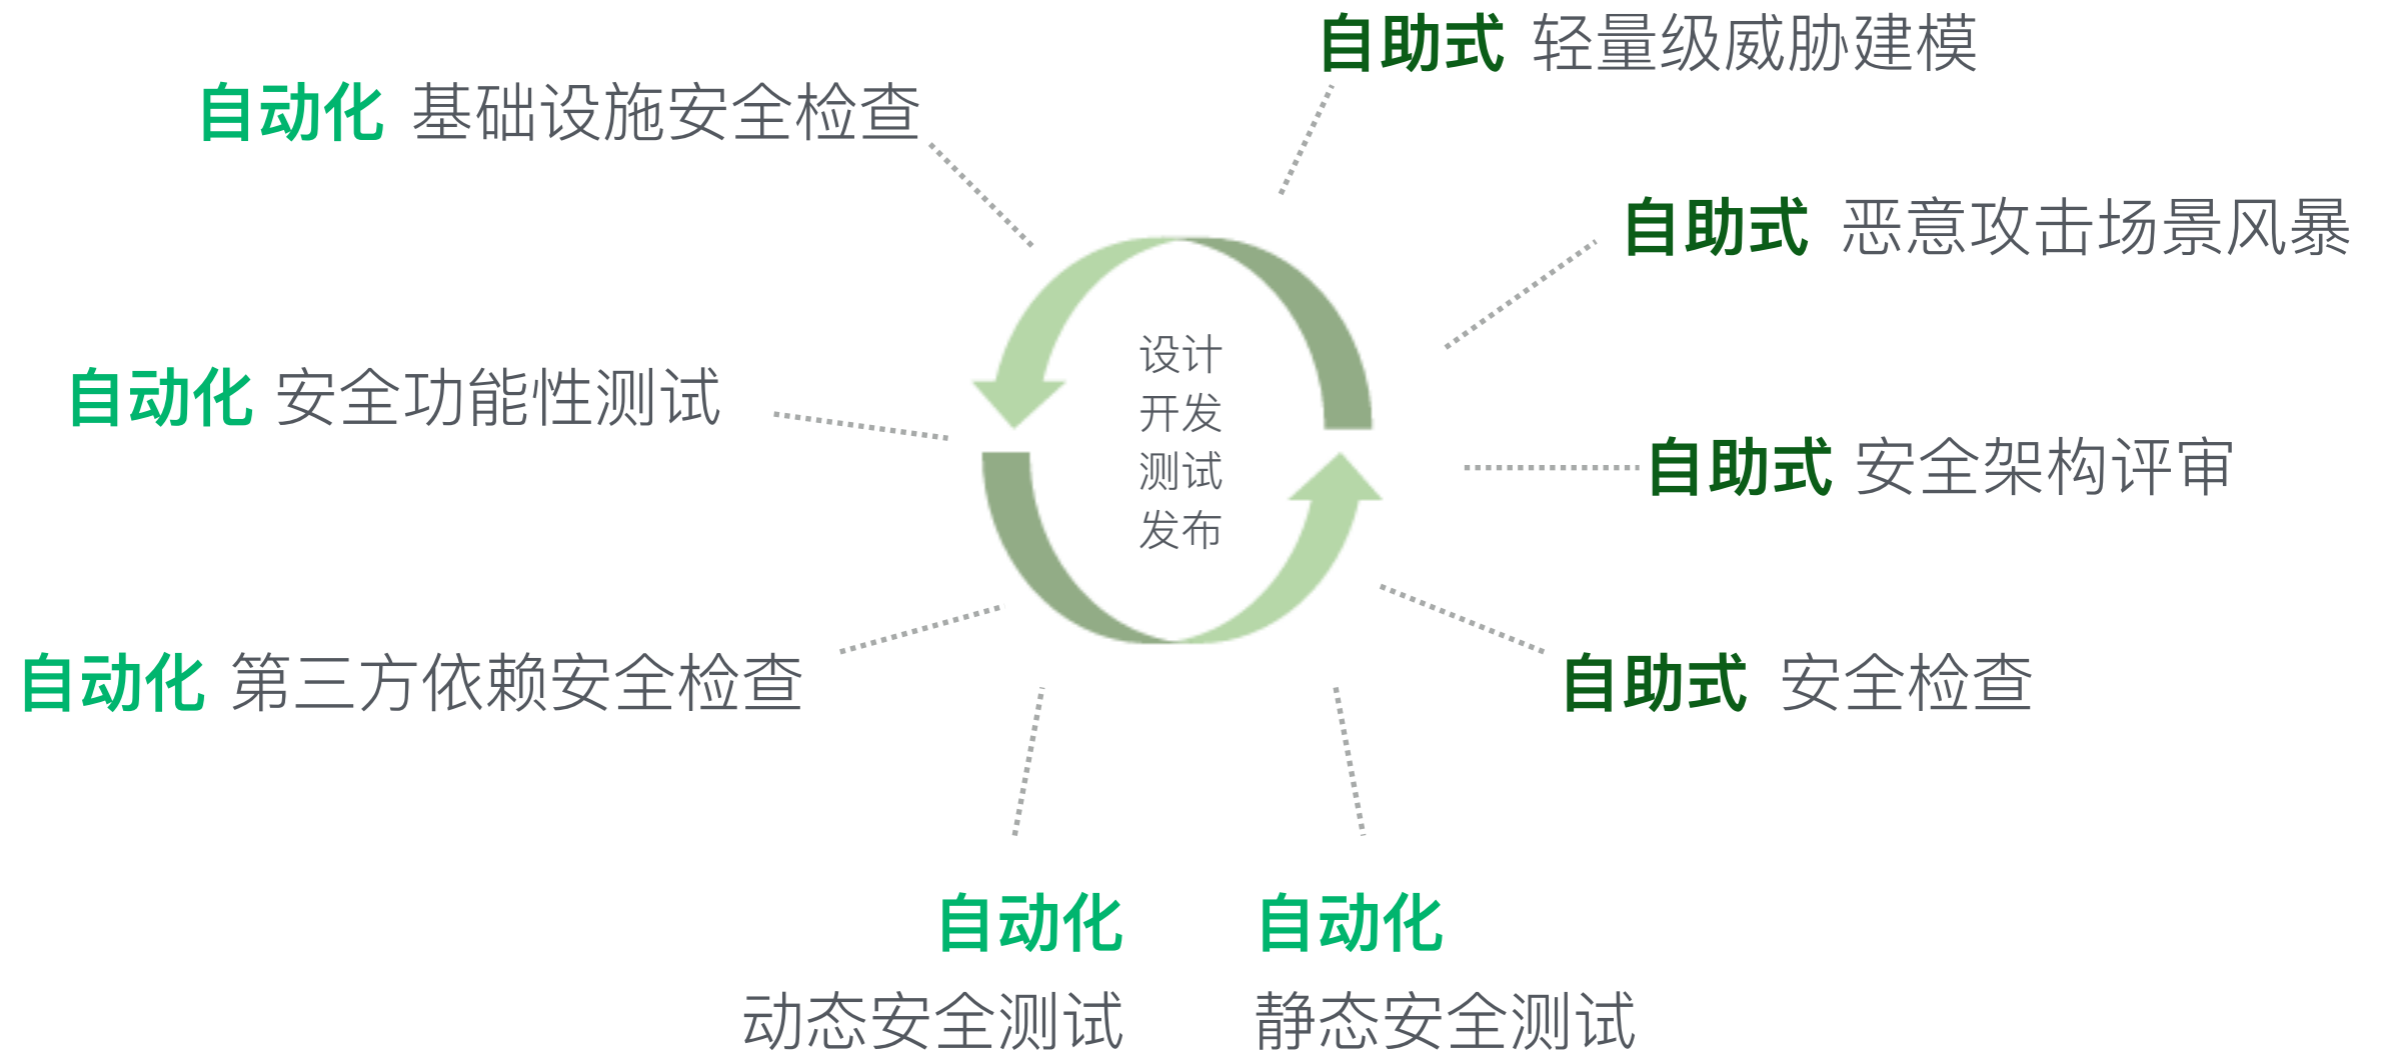 自助式 轻量级威胁建模
自动化 基础设施安全检查
自助式 恶意攻击场景风暴
设计
开发
测试
发布
自动化 安全功能性测试
自助式 安全架构评审
自动化 第三方依赖安全检查
自助式 安全检查
自动化
动态安全测试
自动化
静态安全测试